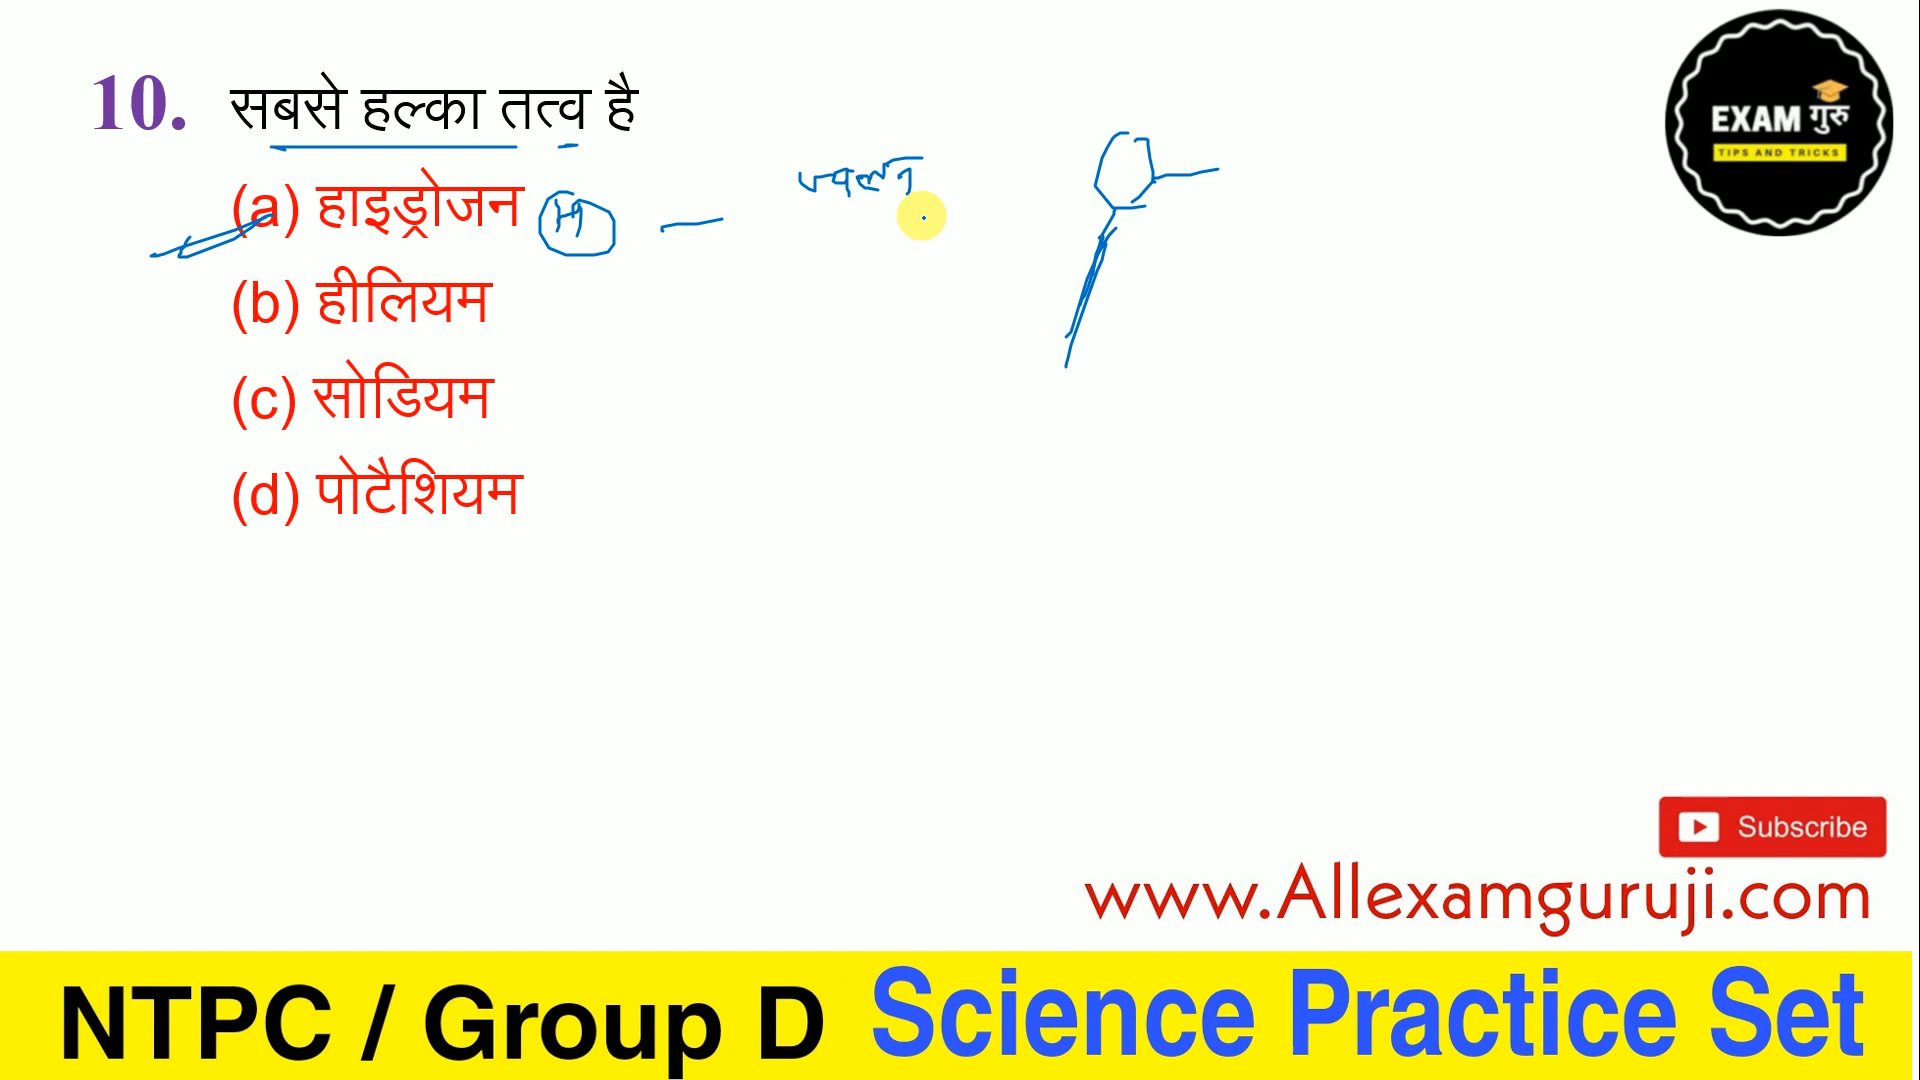 10. सबसे हल्का तत्व है
(a) हाइड्रोजन H
(b) हीलियम
(c) सोडियम
(d) पोटैशियम
EXAM गुरु
TIPS AND TRICKS
Subscribe
www.Allexamguruji.com
NTPC / Group D Science Practice Set